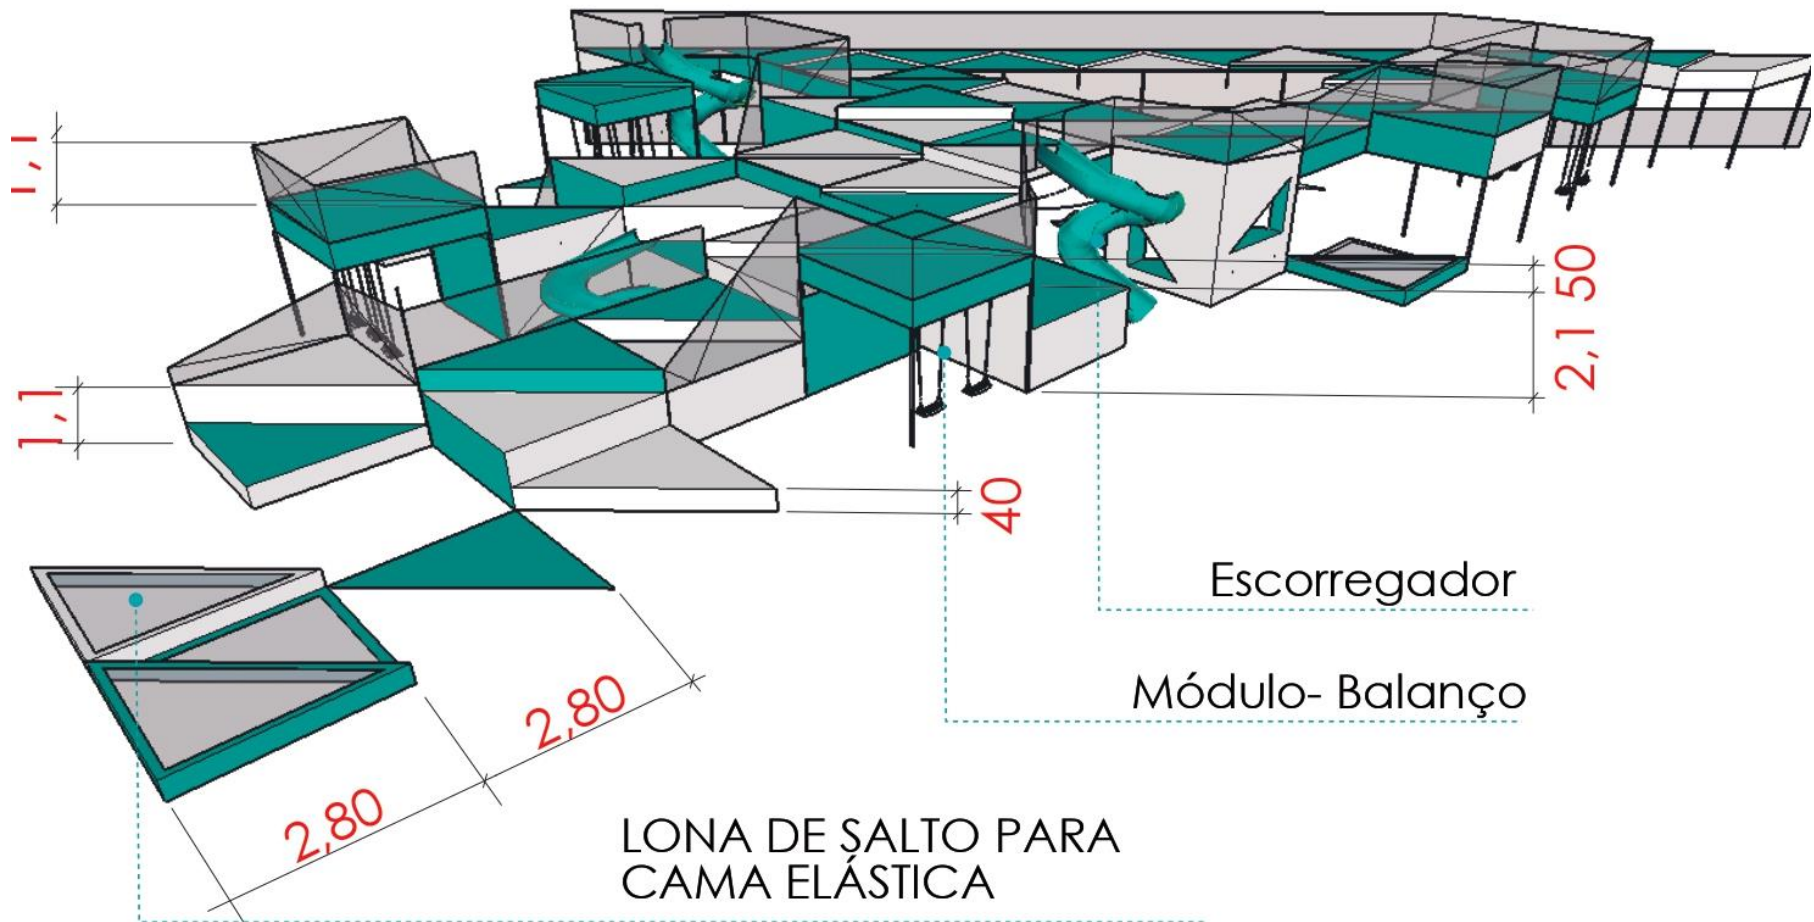 1,1
1,1
50
2,1
40
Escorregador
Módulo- Balanço
2,80
2,80
LONA DE SALTO PARA
CAMA ELÁSTICA